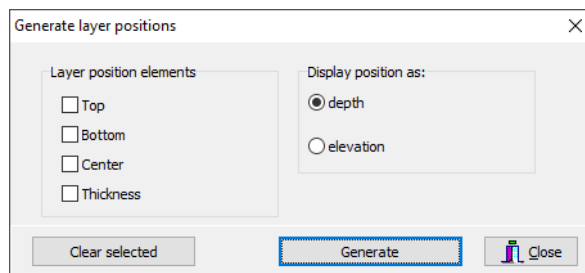 Generate layer positions
Layer position elements
Top
Bottom
Center
Thickness
Display position as:
depth
elevation
Clear selected
Generate
Close